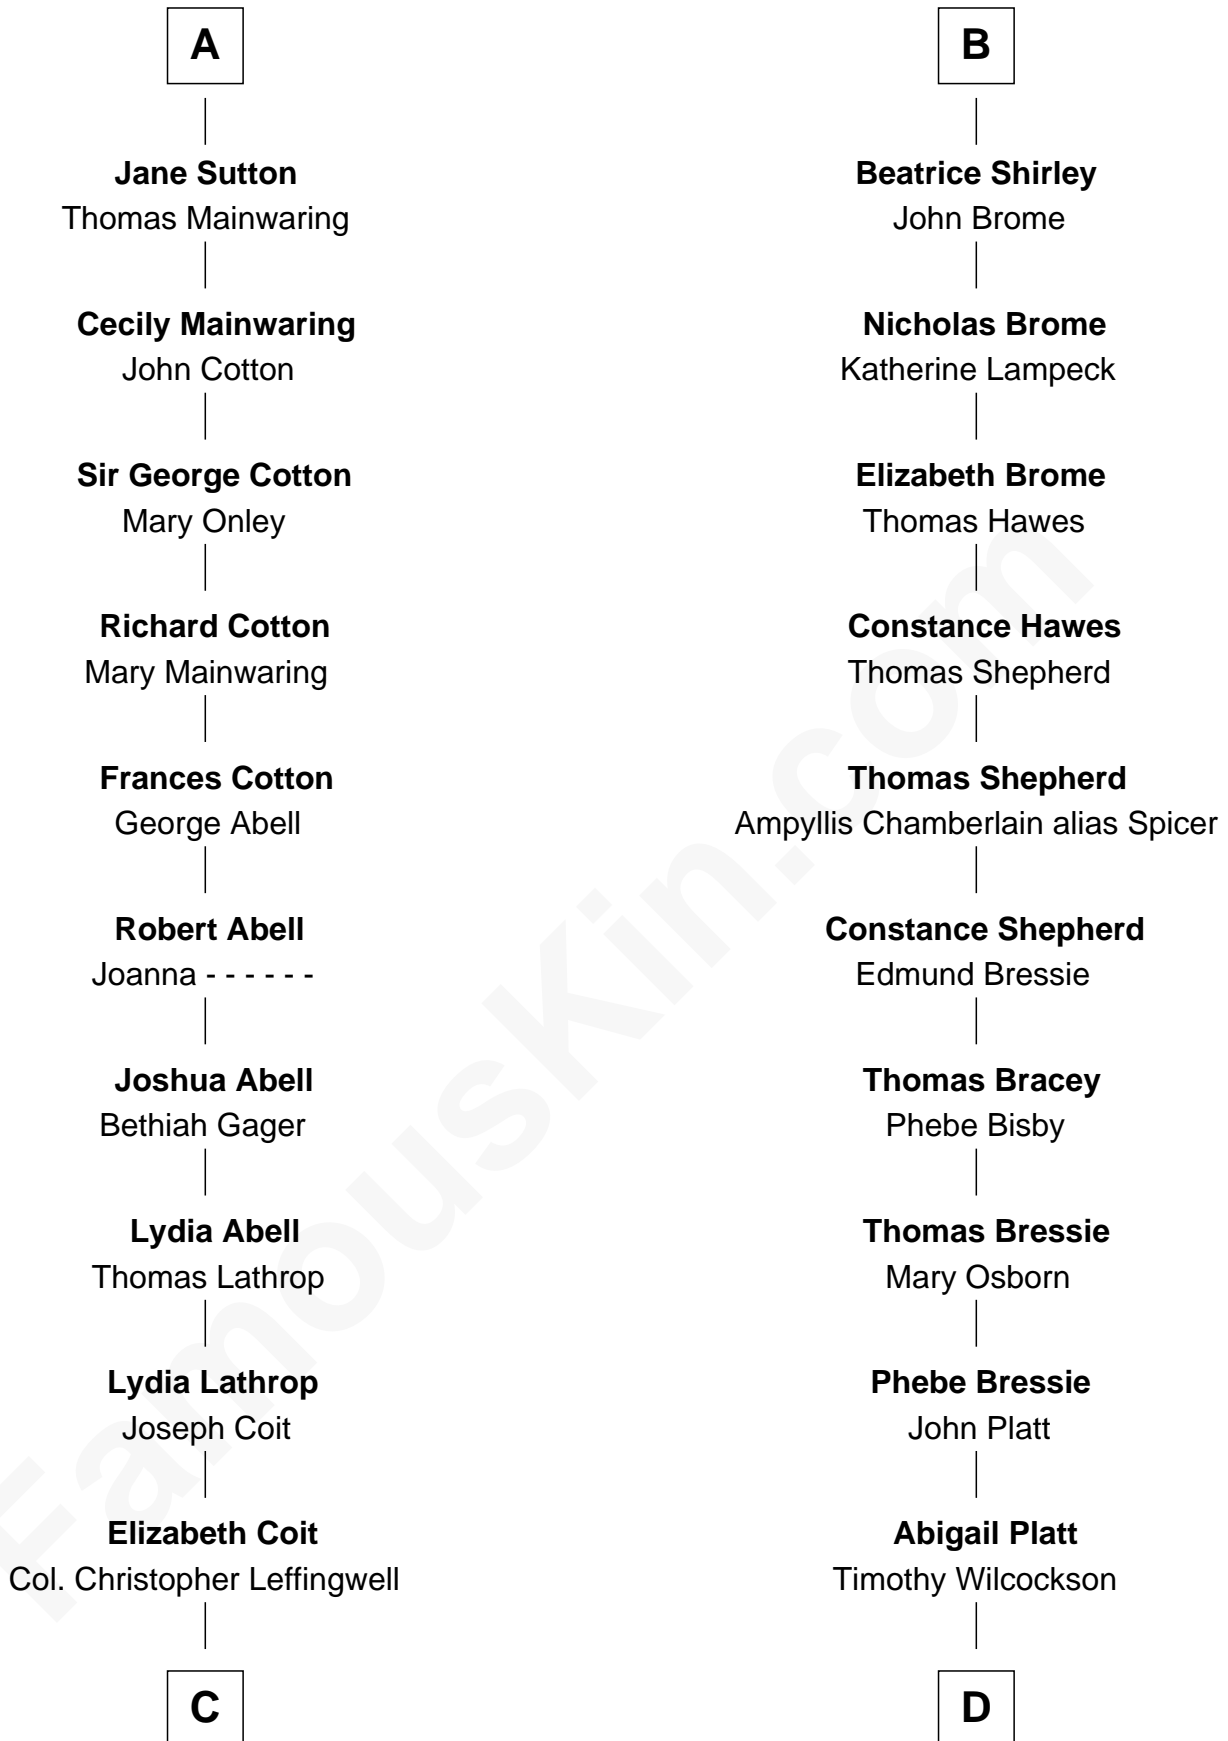 A
Jane Sutton
Thomas Mainwaring
Cecily Mainwaring
John Cotton
Sir George Cotton
Mary Onley
Richard Cotton
Mary Mainwaring
Frances Cotton
George Abell
Robert Abell
Joanna - - - - - -
Joshua Abell
Bethiah Gager
Lydia Abell
Thomas Lathrop
Lydia Lathrop
Joseph Coit
Elizabeth Coit
Col. Christopher Leffingwell
C
B
Beatrice Shirley
John Brome
Nicholas Brome
Katherine Lampeck
Elizabeth Brome
Thomas Hawes
Constance Hawes
Thomas Shepherd
Thomas Shepherd
Ampyllis Chamberlain alias Spicer
Constance Shepherd
Edmund Bressie
Thomas Bracey
Phebe Bisby
Thomas Bressie
Mary Osborn
Phebe Bressie
John Platt
Abigail Platt
Timothy Wilcockson
D
FamousKin.com